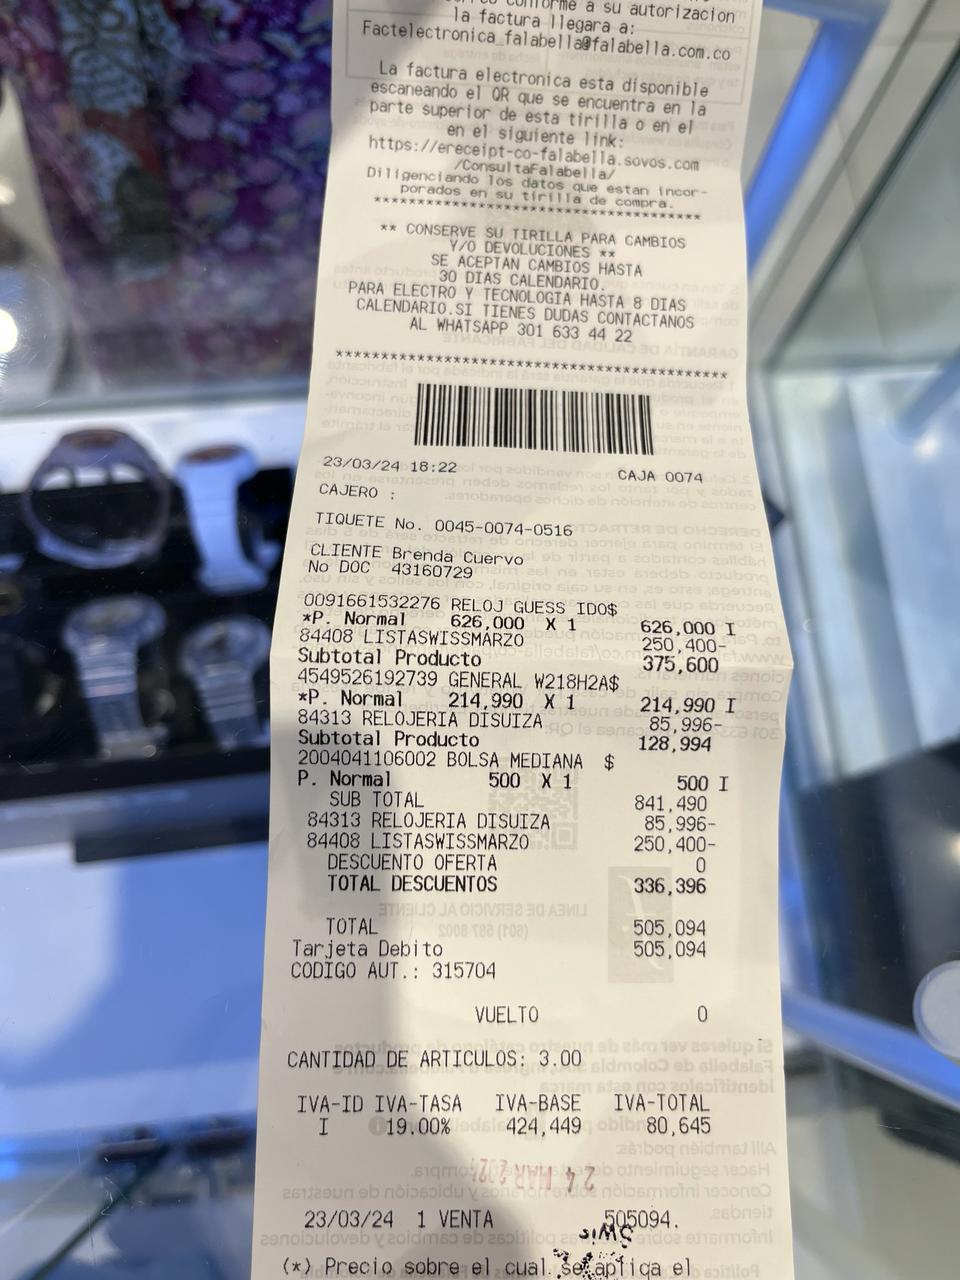 conforme a su autorizacion
la factura llegara a:
Factelectronica_falabella@falabella.com.co
La factura electronica esta disponible
escaneando el QR que se encuentra en la
parte superior de esta tirilla o en el
en el siguiente link:
https://ereceipt-co-falabella.sovos.com
/ConsultaFalabella/
Diligenciando los datos que estan incor-
porados en su tirilla de compra.
****************************************
** CONSERVE SU TIRILLA PARA CAMBIOS
Y/O DEVOLUCIONES **
SE ACEPTAN CAMBIOS HASTA
30 DIAS CALENDARIO.
PARA ELECTRO Y TECNOLOGIA HASTA 8 DIAS
CALENDARIO.SI TIENES DUDAS CONTACTANOS
AL WHATSAPP 301 633 44 22
****************************************
23/03/24 18:22 CAJA 0074
CAJERO :
TIQUETE No. 0045-0074-0516
CLIENTE Brenda Cuervo
No DOC 43160729
0091661532276 RELOJ GUESS IDO$
*P. Normal 626,000 X 1 626,000 I
84408 LISTASWISSMARZO 250,400-
Subtotal Producto 375,600
4549526192739 GENERAL W218H2A$
*P. Normal 214,990 X 1 214,990 I
84313 RELOJERIA DISUIZA 85,996-
Subtotal Producto 128,994
2004041106002 BOLSA MEDIANA $
P. Normal 500 X 1 500 I
SUB TOTAL 841,490
84313 RELOJERIA DISUIZA 85,996-
84408 LISTASWISSMARZO 250,400-
DESCUENTO OFERTA 0
TOTAL DESCUENTOS 336,396
TOTAL 505,094
Tarjeta Debito 505,094
CODIGO AUT.: 315704
VUELTO 0
CANTIDAD DE ARTICULOS: 3.00
IVA-ID IVA-TASA IVA-BASE IVA-TOTAL
I 19.00% 424,449 80,645
24 MAR 202
23/03/24 1 VENTA 505094.
(*) Precio sobre el cual se aplica el